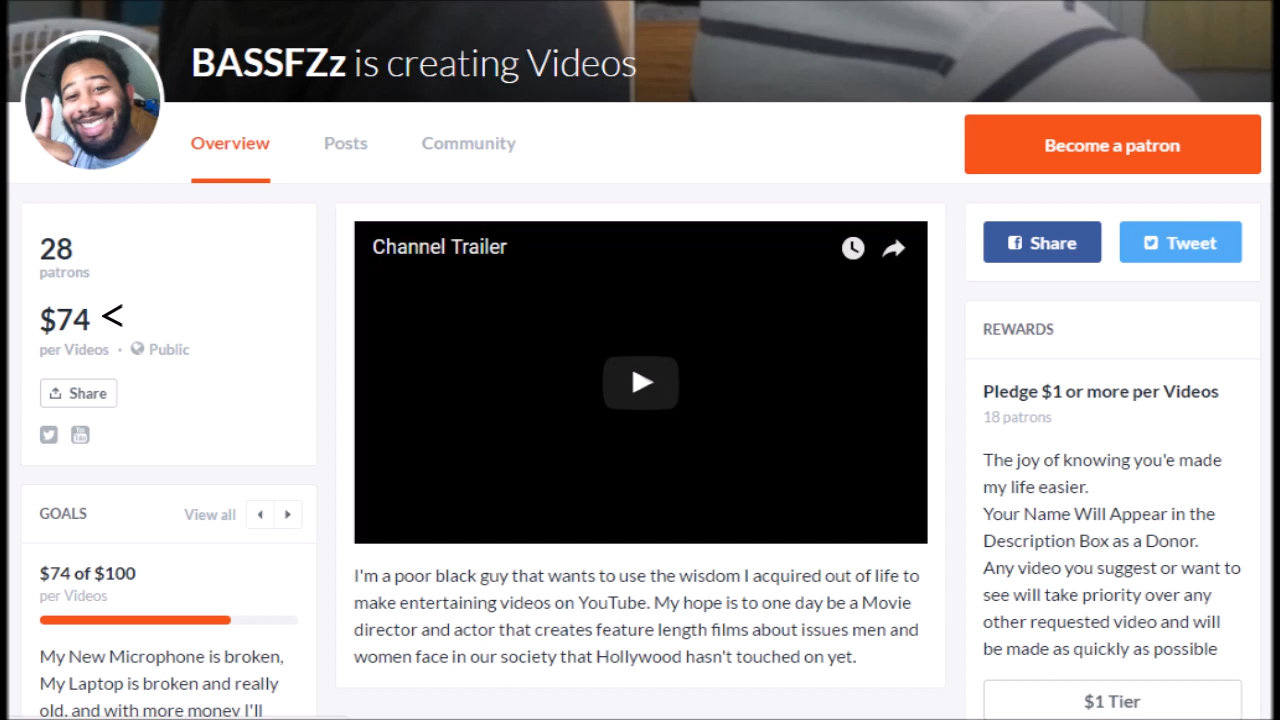 BASSFZz is creating Videos
Overview
Posts
Community
Become a patron
28
patrons
$74 <
per Videos · Public
Share
You
GOALS
View all
$74 of $100
per Videos
My New Microphone is broken,
My Laptop is broken and really
old. and with more money I'll
Channel Trailer
I'm a poor black guy that wants to use the wisdom I acquired out of life to
make entertaining videos on YouTube. My hope is to one day be a Movie
director and actor that creates feature length films about issues men and
women face in our society that Hollywood hasn't touched on yet.
Share
Tweet
REWARDS
Pledge $1 or more per Videos
18 patrons
The joy of knowing you'e made
my life easier.
Your Name Will Appear in the
Description Box as a Donor.
Any video you suggest or want to
see will take priority over any
other requested video and will
be made as quickly as possible
$1 Tier